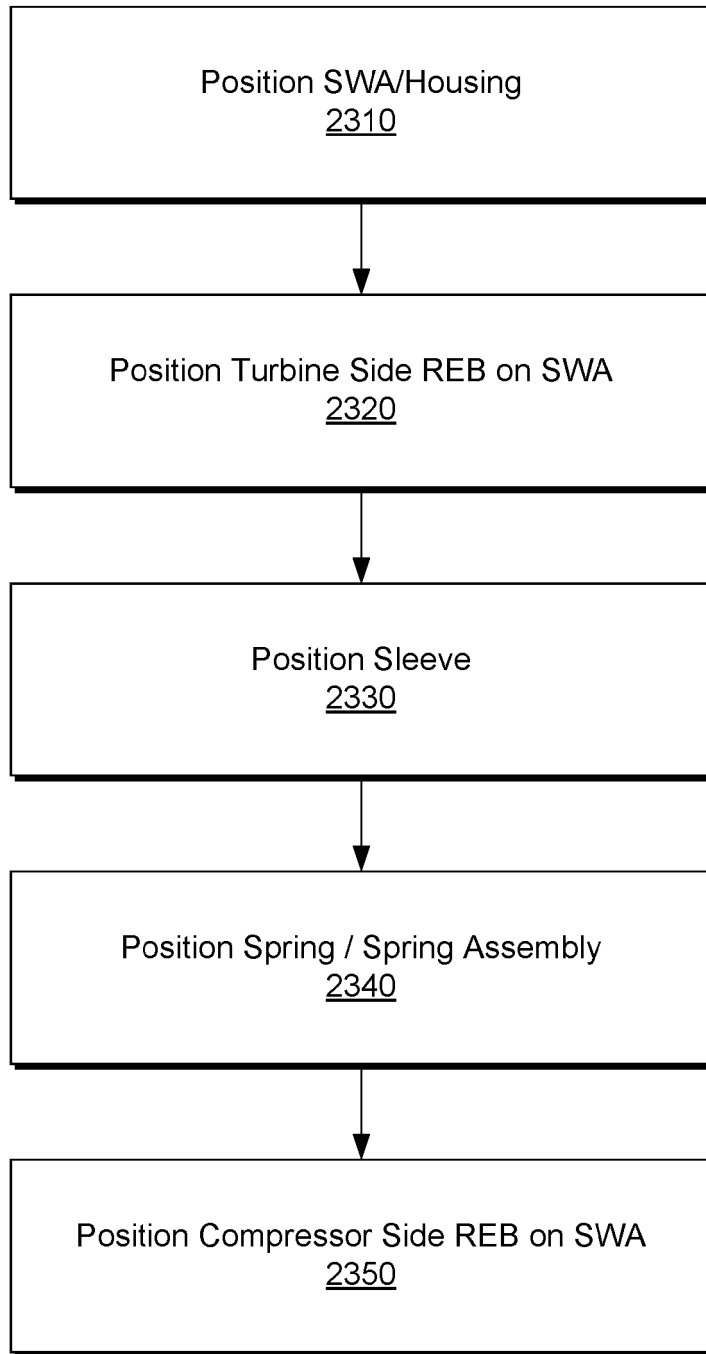 Position SWA/Housing
2310
Position Turbine Side REB on SWA
2320
Position Sleeve
2330
Position Spring / Spring Assembly
2340
Position Compressor Side REB on SWA
2350